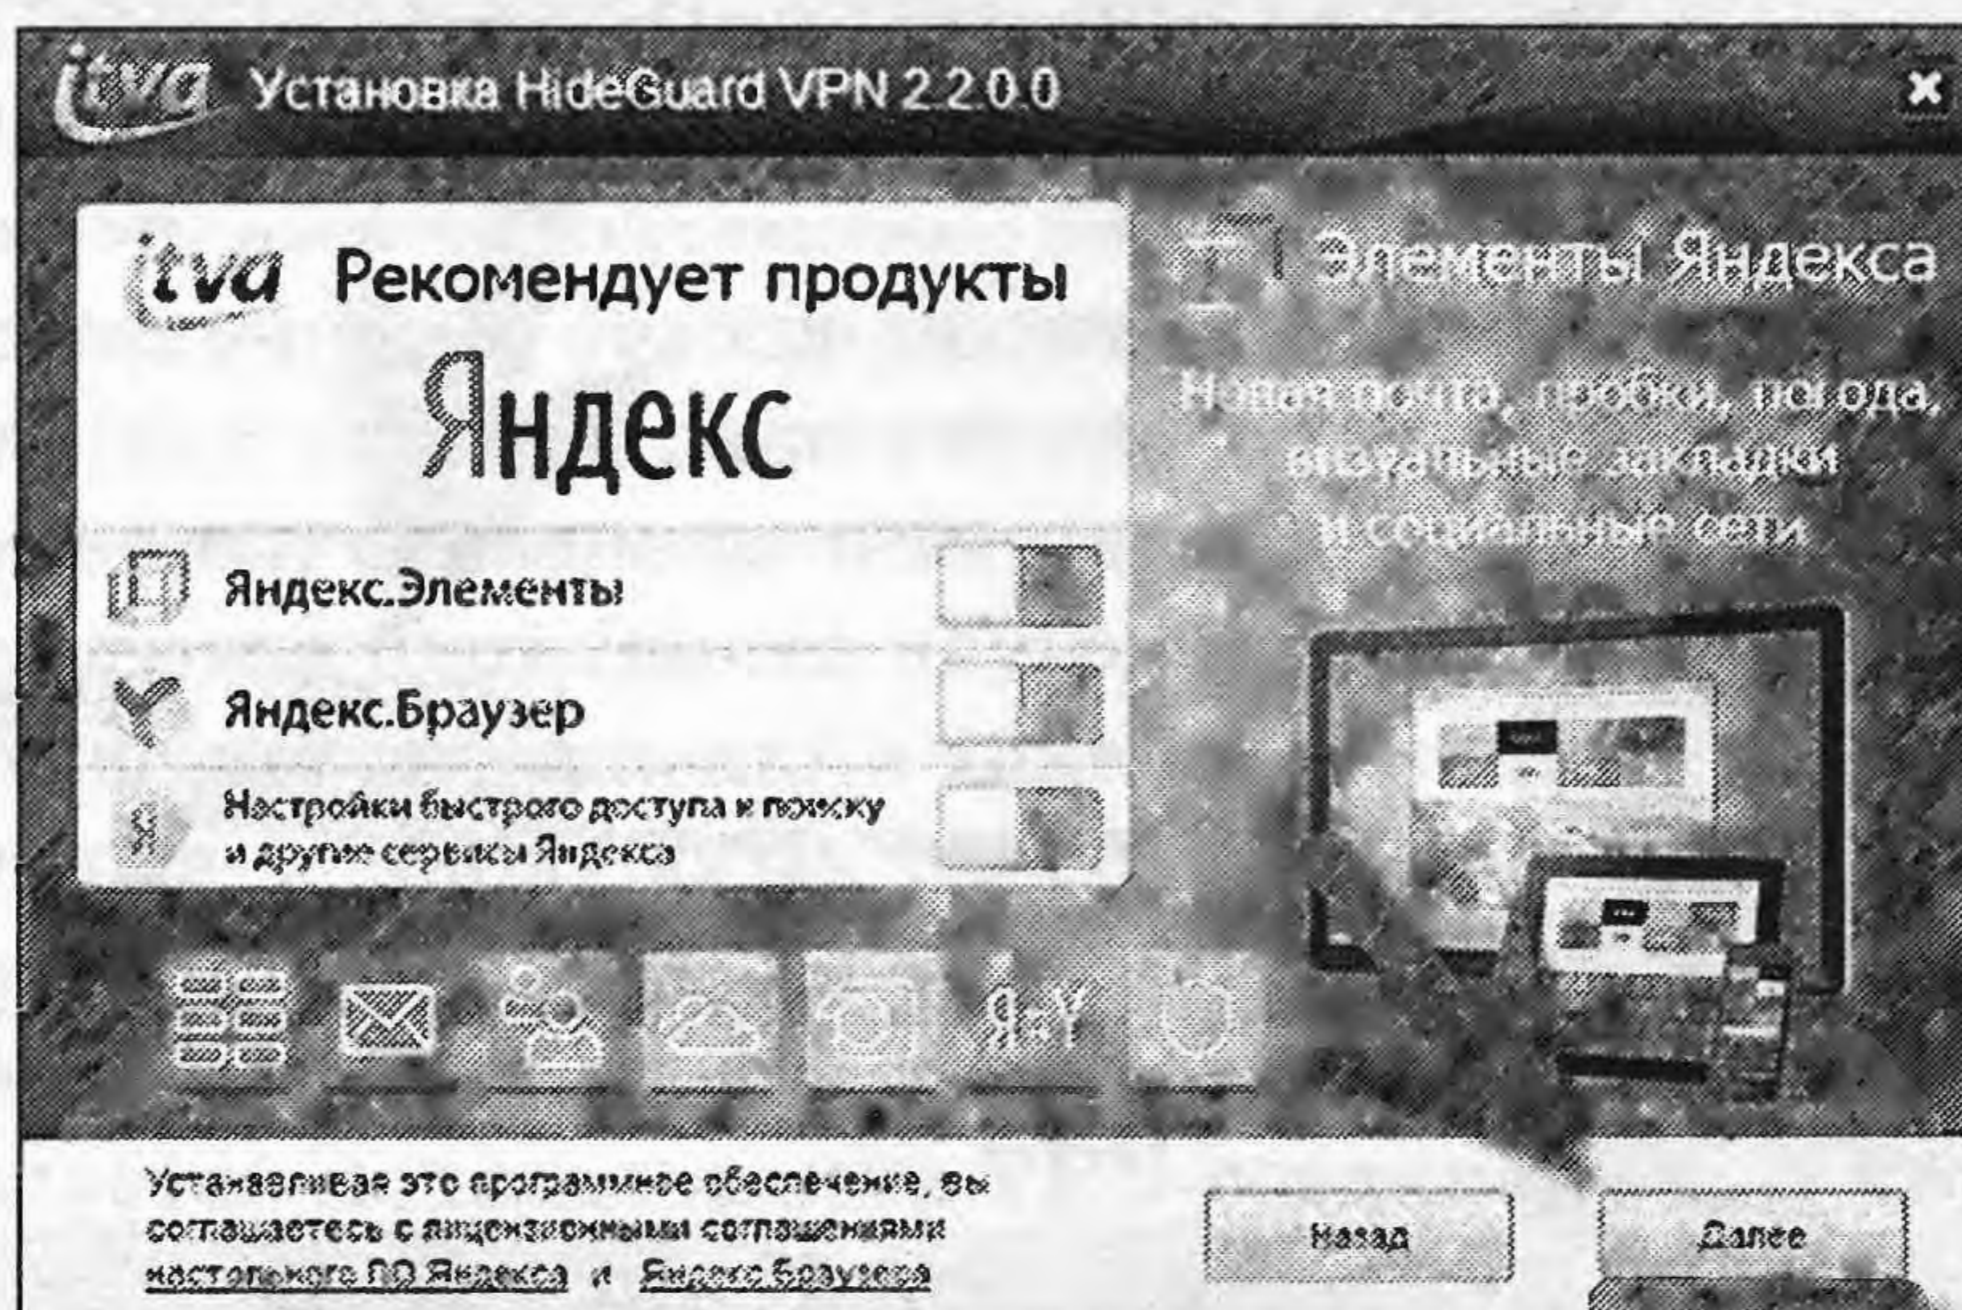 itva Установка HideGuard VPN 2.2.0.0
itva Рекомендует продукты
Яндекс
Яндекс.Элементы
Яндекс.Браузер
Настройки быстрого доступа к поиску
и другие сервисы Яндекса
Элементы Яндекса
Новая почта, пробки, погода,
визуальные закладки
и социальные сети
Устанавливая это программное обеспечение, вы
соглашаетесь с лицензионными соглашениями
настольного ПО Яндекса и Яндекс.Браузера
Назад
Далее